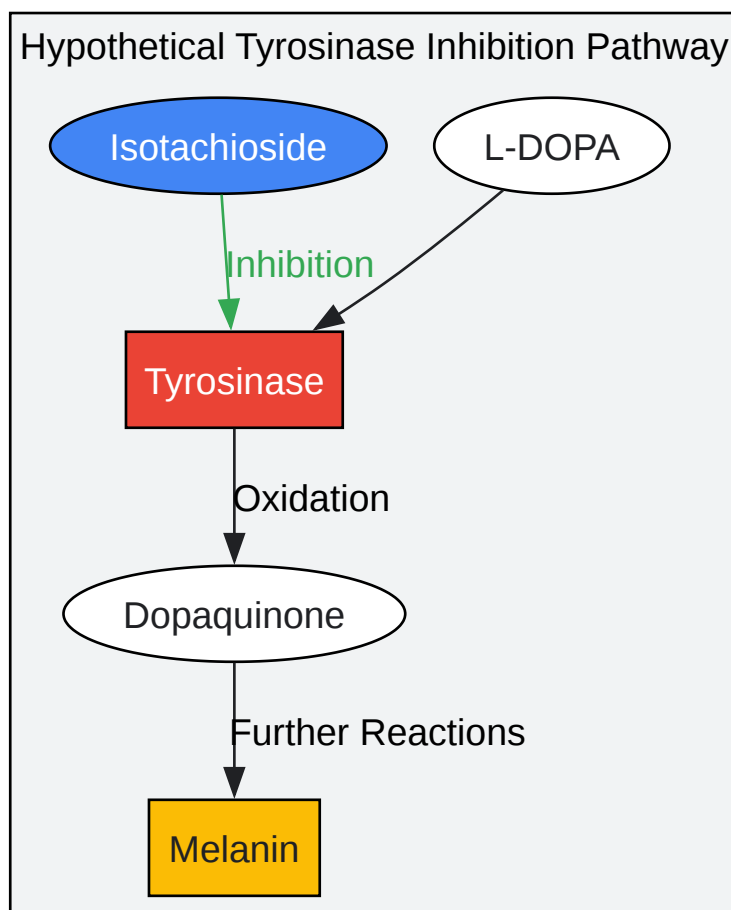 Hypothetical Tyrosinase Inhibition Pathway
Isotachioside
L-DOPA
Inhibition
Tyrosinase
Oxidation
Dopaquinone
Further Reactions
Melanin